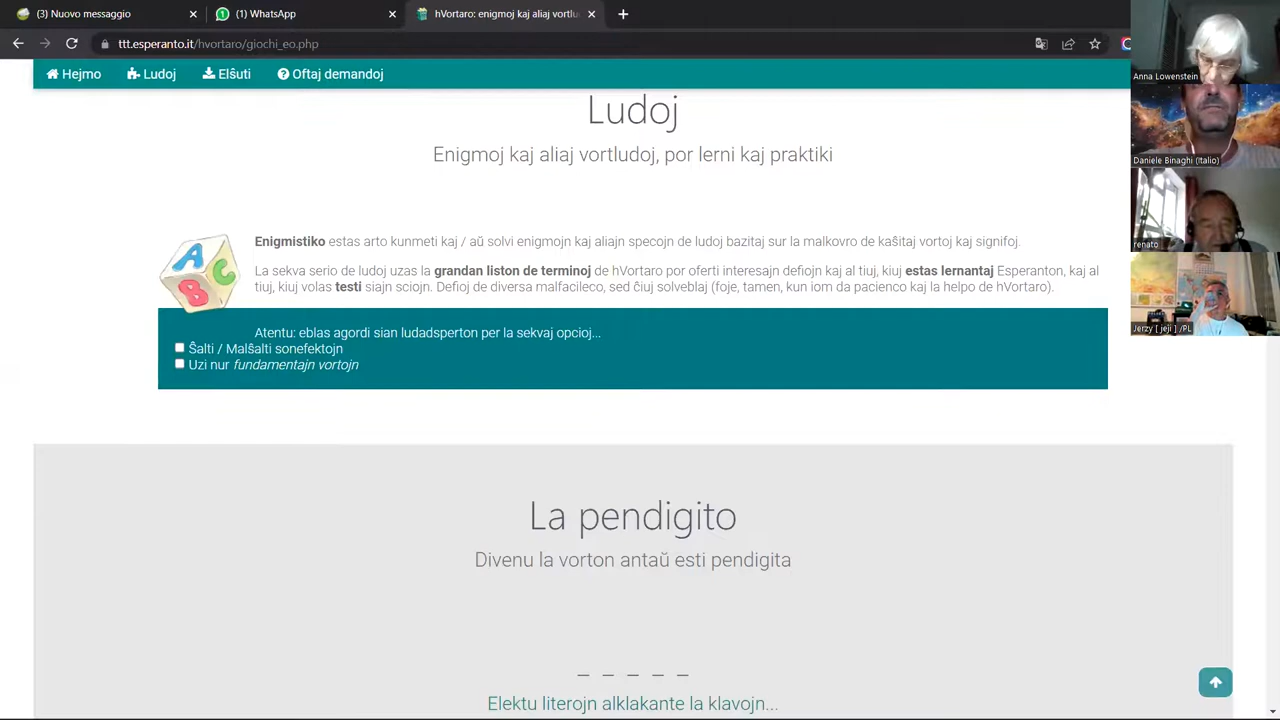 (3) Nuovo messaggio
(1) WhatsApp
hVortaro: enigmoj kaj aliaj vortlu
ttt.esperanto.it/hvortaro/giochi_eo.php
Hejmo
Ludoj
Elŝuti
Oftaj demandoj
Ludoj
Enigmoj kaj aliaj vortludoj, por lerni kaj praktiki
Enigmistiko estas arto kunmeti kaj / aŭ solvi enigmojn kaj aliajn specojn de ludoj bazitaj sur la malkovro de kaŝitaj vortoj kaj signifoj.
La sekva serio de ludoj uzas la grandan liston de terminoj de hVortaro por oferti interesajn defiojn kaj al tiuj, kiuj estas lernantaj Esperanton, kaj al
tiuj, kiuj volas testi siajn sciojn. Defioj de diversa malfacileco, sed ĉiuj solveblaj (foje, tamen, kun iom da pacienco kaj la helpo de hVortaro).
Atentu: eblas agordi sian ludadsperton per la sekvaj opcioj...
Ŝalti / Malŝalti sonefektojn
Uzi nur fundamentajn vortojn
La pendigito
Divenu la vorton antaŭ esti pendigita
_ _ _ _ _
Elektu literojn alklakante la klavojn...
Anna Lowenstein
Daniele Binaghi (Italio)
renato
Jerzy [ jeji ] /PL
A
B
C